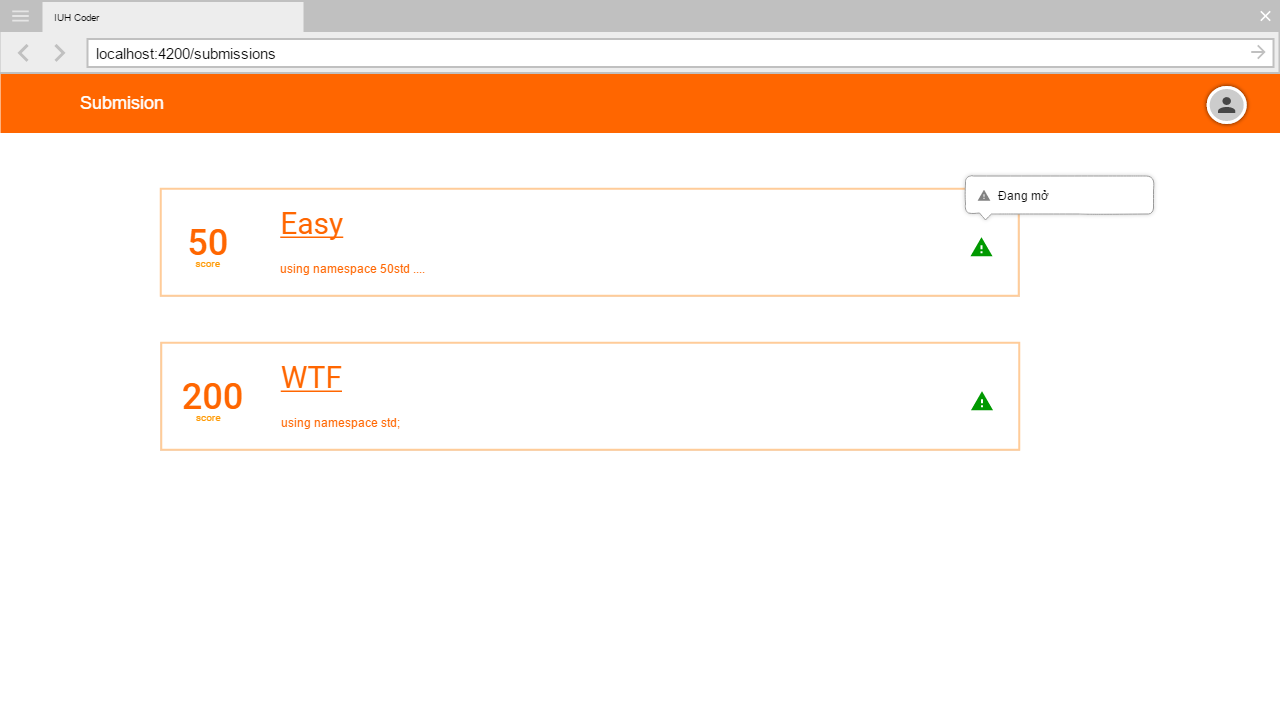 IUH Coder
localhost:4200/submissions
Submision
Đang mở
Easy
50
score
using namespace 50std ....
WTF
200
score
using namespace std;